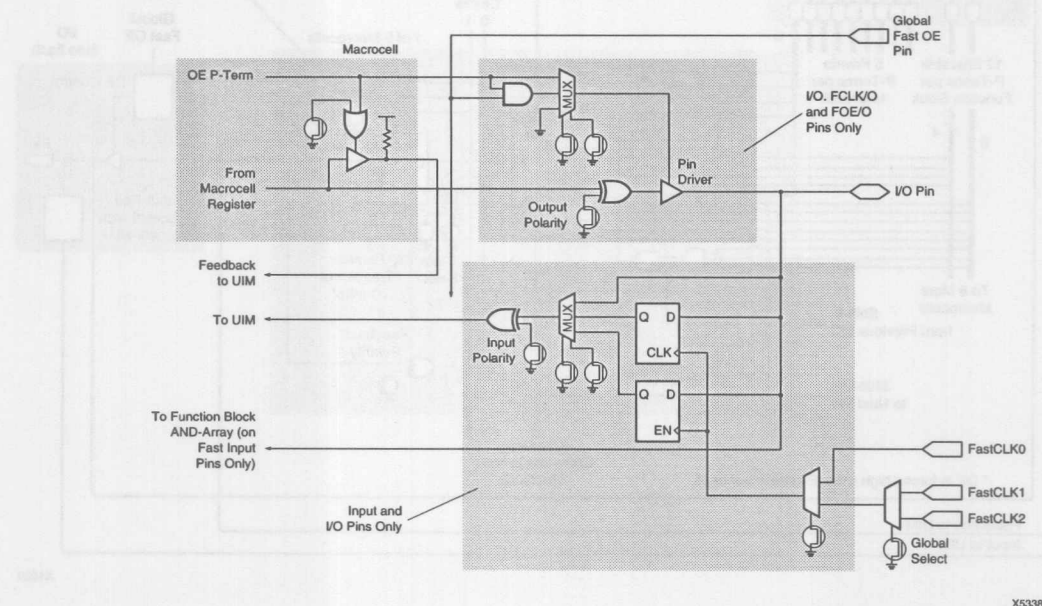 Global
Fast OE
Pin
Macrocell
OE P-Term
MUX
I/O. FCLK/O
and FOE/O
Pins Only
Pin
Driver
From
Macrocell
Register
Output
Polarity
I/O Pin
Feedback
to UIM
To UIM
Input
Polarity
MUX
Q D
CLK
Q D
EN
To Function Block
AND-Array (on
Fast Input
Pins Only)
FastCLK0
FastCLK1
FastCLK2
Input and
I/O Pins Only
Global
Select
X5338